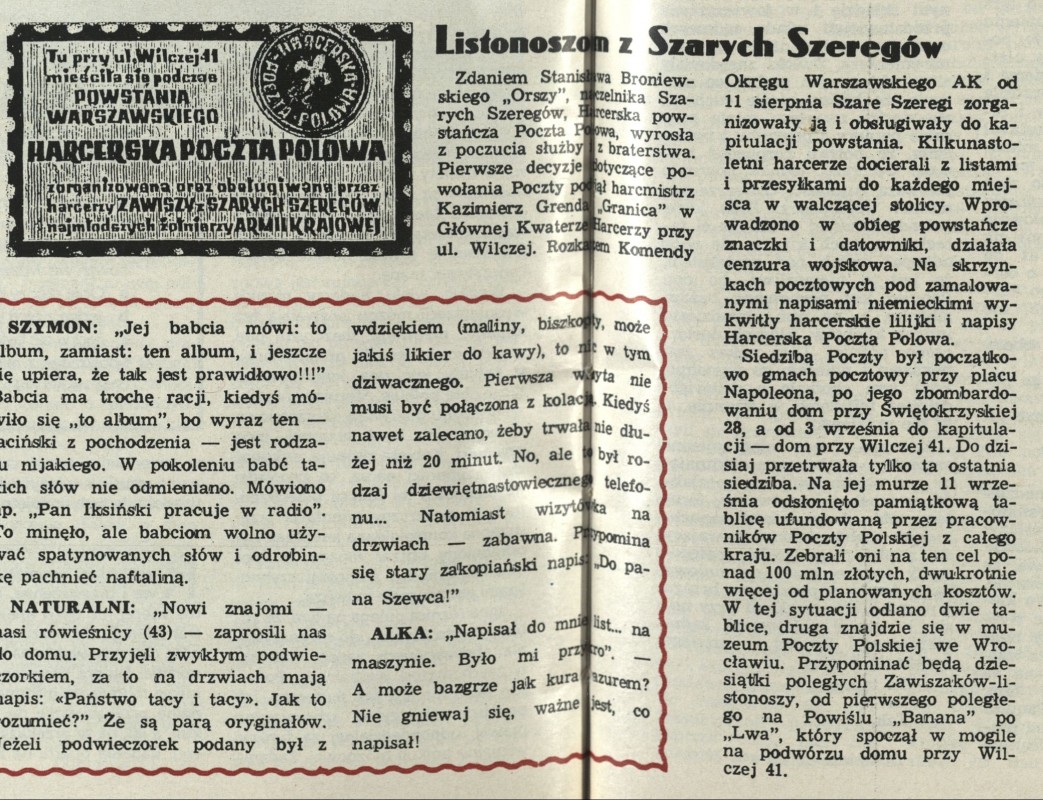 Tu przy ul. Wilczej 41
mieściła się podczas
POWSTANIA
WARSZAWSKIEGO
HARCERSKA POCZTA POLOWA
zorganizowana oraz obsługiwana przez
harcerzy ZAWISZY z SZARYCH SZEREGÓW
najmłodszych żołnierzy ARMII KRAJOWEJ
HARCERSKA POCZTA POLOWA
Listonoszom z Szarych Szeregów
Zdaniem Stanisława Broniew-
skiego „Orszy”, naczelnika Sza-
rych Szeregów, Harcerska pow-
stańcza Poczta Polowa, wyrosła
z poczucia służby i z braterstwa.
Pierwsze decyzje dotyczące po-
wołania Poczty podjął harcmistrz
Kazimierz Grenda „Granica” w
Głównej Kwaterze Harcerzy przy
ul. Wilczej. Rozkazem Komendy
Okręgu Warszawskiego AK od
11 sierpnia Szare Szeregi zorga-
nizowały ją i obsługiwały do ka-
pitulacji powstania. Kilkunasto-
letni harcerze docierali z listami
i przesyłkami do każdego miej-
sca w walczącej stolicy. Wpro-
wadzono w obieg powstańcze
znaczki i datowniki, działała
cenzura wojskowa. Na skrzyn-
kach pocztowych pod zamalowa-
nymi napisami niemieckimi wy-
kwitły harcerskie lilijki i napisy
Harcerska Poczta Polowa.
Siedzibą Poczty był początko-
wo gmach pocztowy przy placu
Napoleona, po jego zbombardo-
waniu dom przy Świętokrzyskiej
28, a od 3 września do kapitula-
cji — dom przy Wilczej 41. Do dzi-
siaj przetrwała tylko ta ostatnia
siedziba. Na jej murze 11 wrze-
śnia odsłonięto pamiątkową ta-
blicę ufundowaną przez pracow-
ników Poczty Polskiej z całego
kraju. Zebrali oni na ten cel po-
nad 100 mln złotych, dwukrotnie
więcej od planowanych kosztów.
W tej sytuacji odlano dwie ta-
blice, druga znajdzie się w mu-
zeum Poczty Polskiej we Wro-
cławiu. Przypominać będą dzie-
siątki poległych Zawiszaków-li-
stonoszy, od pierwszego poległe-
go na Powiślu „Banana” po
„Lwa”, który spoczął w mogile
na podwórzu domu przy Wil-
czej 41.
SZYMON: „Jej babcia mówi: to
lbum, zamiast: ten album, i jeszcze
ię upiera, że tak jest prawidłowo!!!”
Babcia ma trochę racji, kiedyś mó-
wiło się „to album”, bo wyraz ten —
aciński z pochodzenia — jest rodza-
u nijakiego. W pokoleniu babć ta-
kich słów nie odmieniano. Mówiono
np. „Pan Iksiński pracuje w radio”.
To minęło, ale babciom wolno uży-
wać spatynowanych słów i odrobin-
kę pachnieć naftaliną.
NATURALNI: „Nowi znajomi —
nasi rówieśnicy (43) — zaprosili nas
do domu. Przyjęli zwykłym podwie-
czorkiem, za to na drzwiach mają
napis: «Państwo tacy i tacy». Jak to
rozumieć?” Że są parą oryginałów.
Jeżeli podwieczorek podany był z
wdziękiem (maliny, biszkopty, może
jakiś likier do kawy), to nic w tym
dziwacznego. Pierwsza wizyta nie
musi być połączona z kolacją. Kiedyś
nawet zalecano, żeby trwała nie dłu-
żej niż 20 minut. No, ale to był ro-
dzaj dziewiętnastowiecznego telefo-
nu... Natomiast wizytówka na
drzwiach — zabawna. Przypomina
się stary zakopiański napis: „Do pa-
na Szewca!”
ALKA: „Napisał do mnie list... na
maszynie. Było mi przykro”. —
A może bazgrze jak kura pazurem?
Nie gniewaj się, ważne jest, co
napisał!